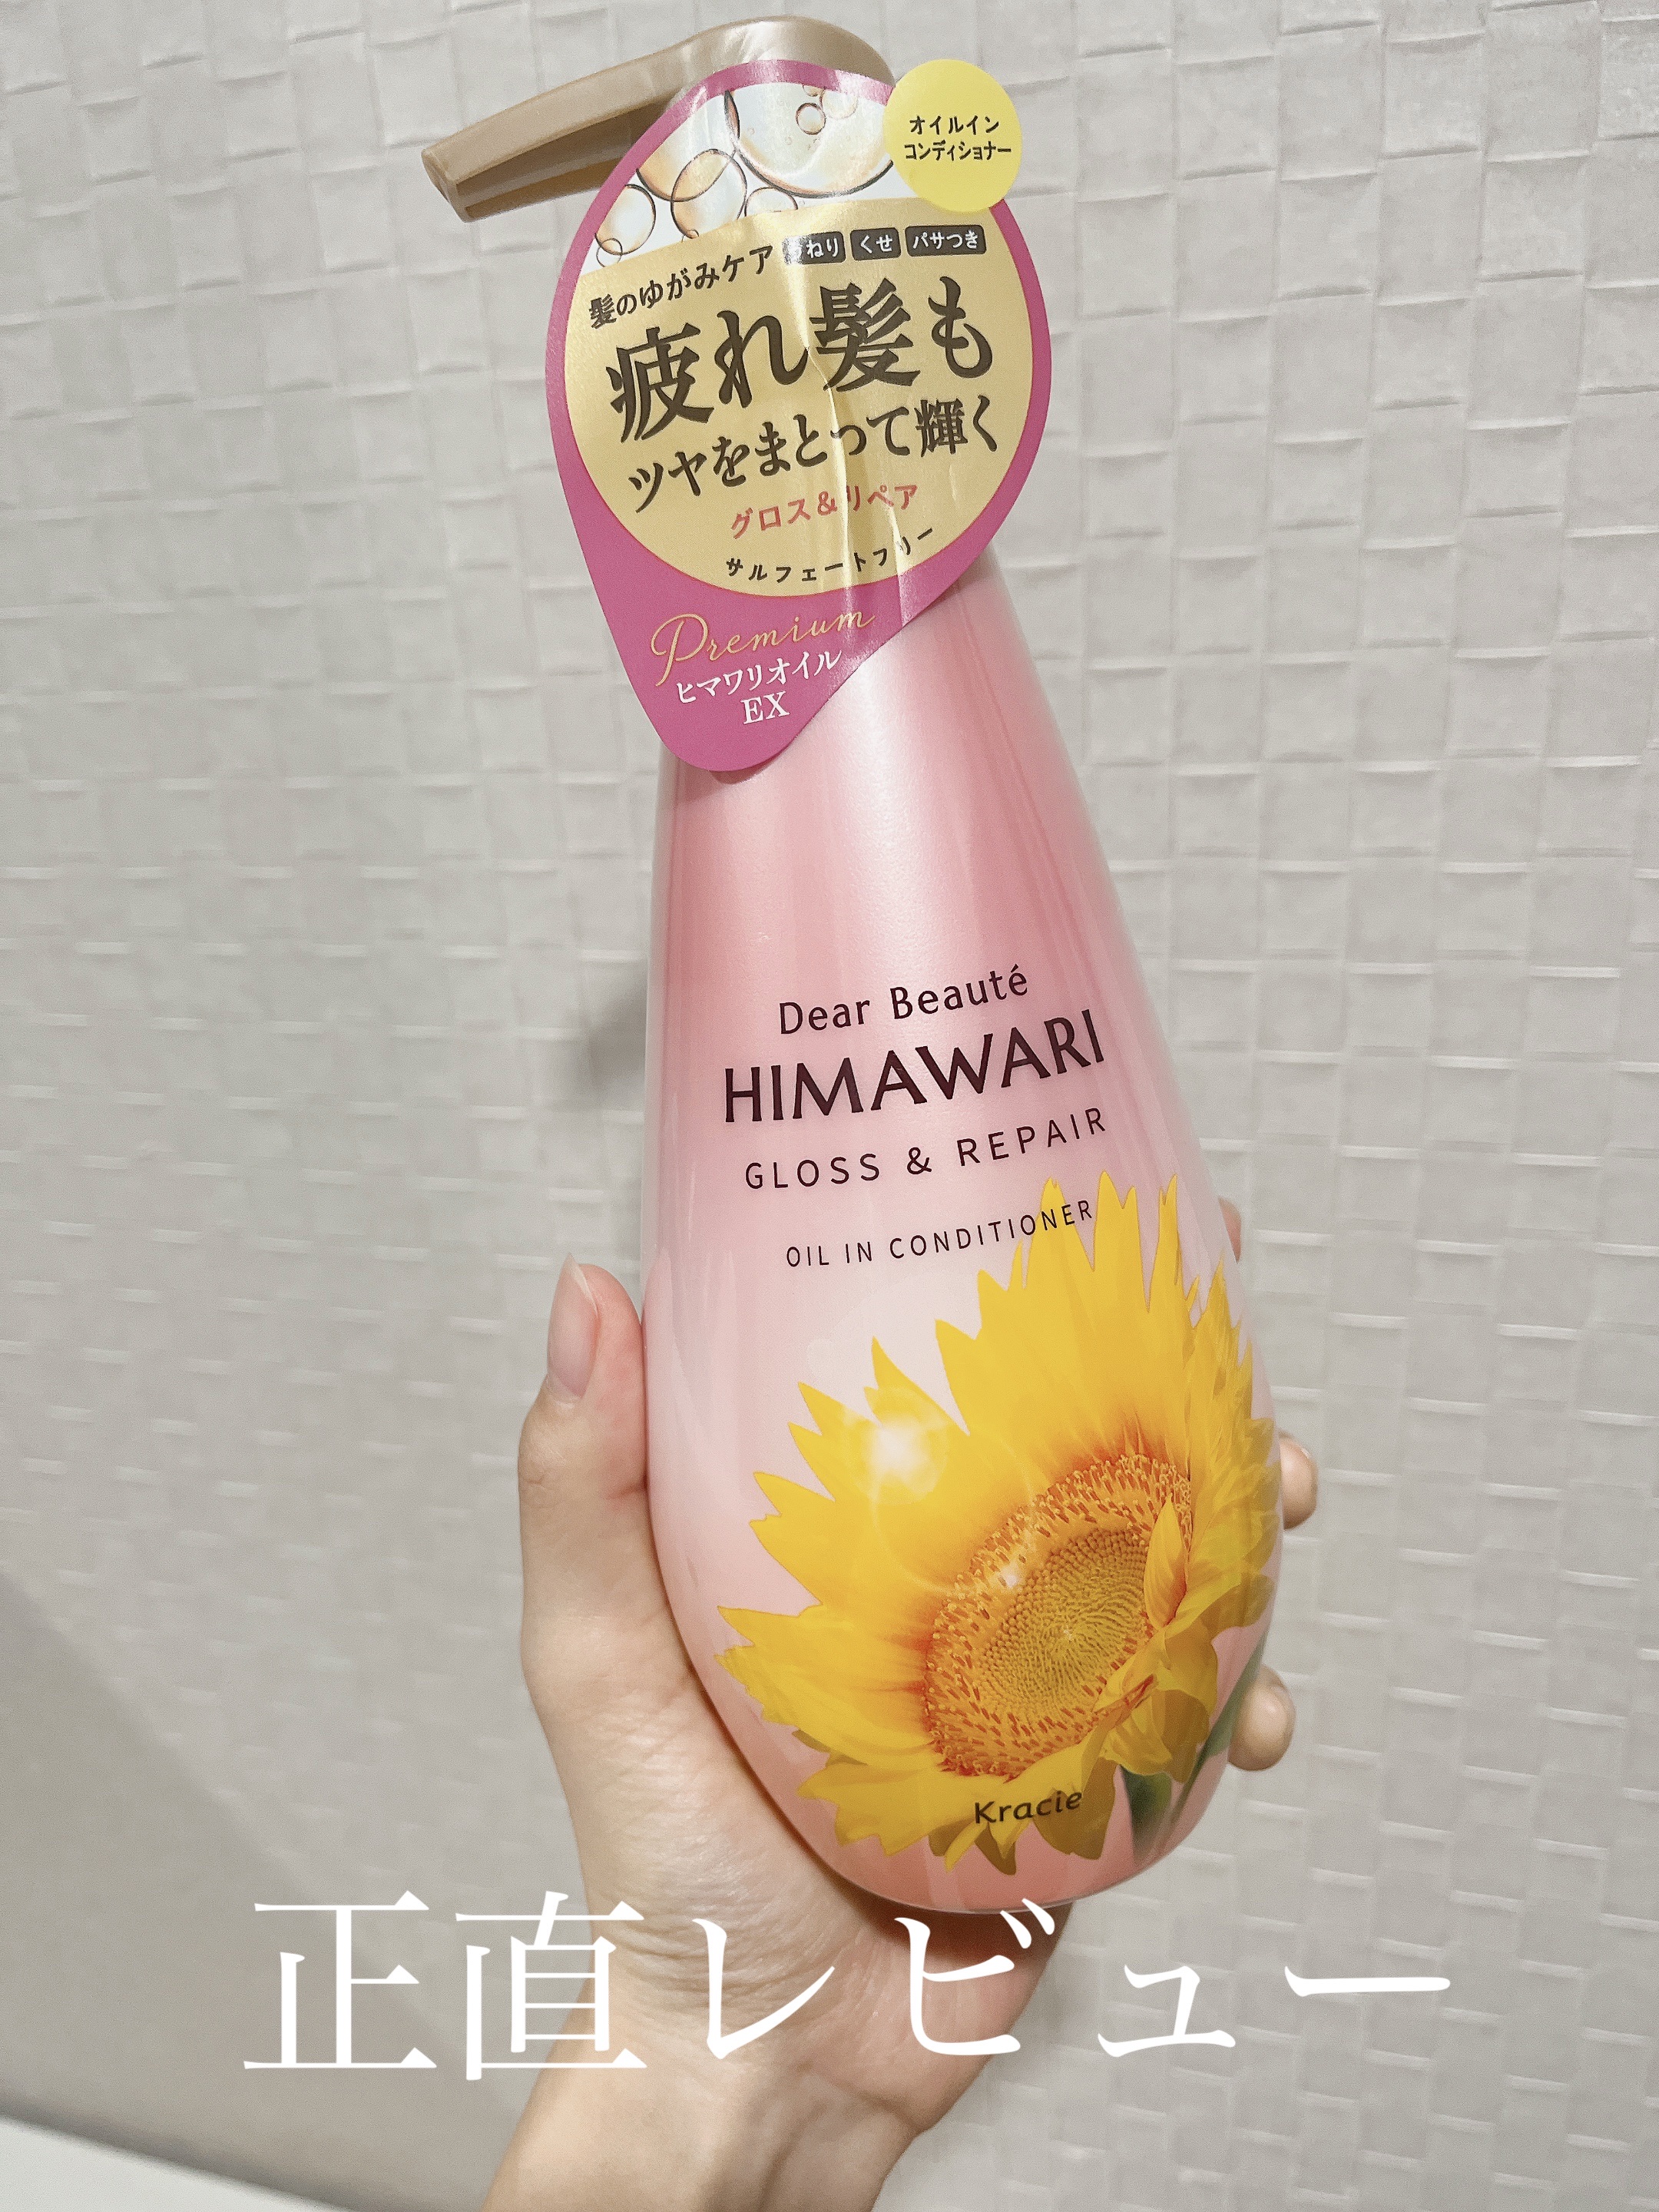 オイルイン
コンディショナー
髪のゆがみケア うねり くせ パサつき
疲れ髪も
ツヤをまとって輝く
グロス&リペア
サルフェートフリー
Premium
ヒマワリオイル
EX
Dear Beauté
HIMAWARI
GLOSS & REPAIR
OIL IN CONDITIONER
Kracie
正直レビュー